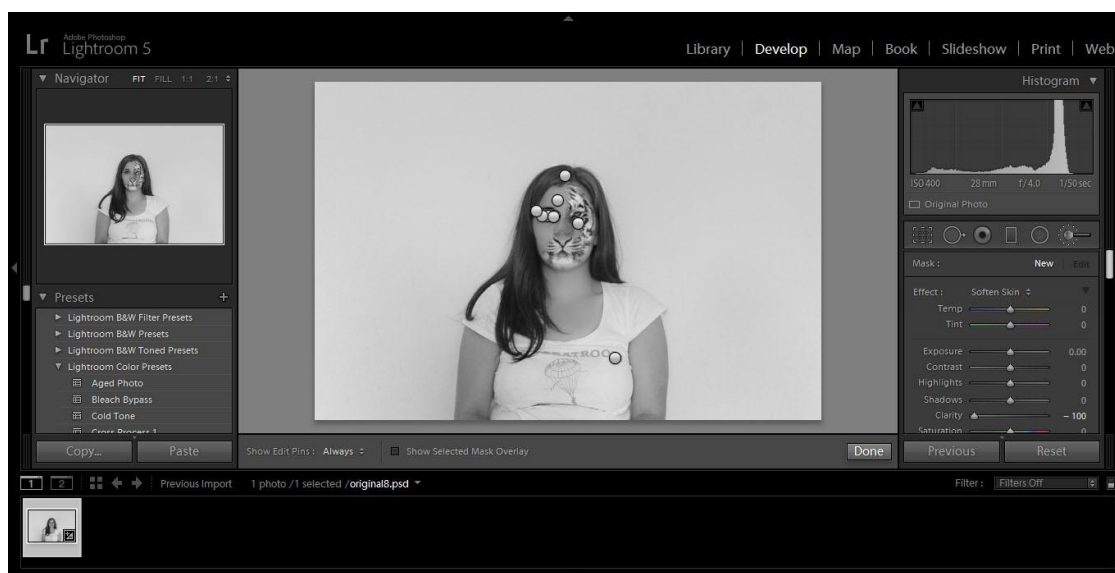 Lr Adobe Photoshop
Lightroom 5
Library | Develop | Map | Book | Slideshow | Print | Web
Navigator FIT FILL 1:1 2:1
Histogram
ISO 400 28 mm f/4.0 1/50 sec
Original Photo
Mask : New Edit
Effect : Soften Skin
Temp 0
Tint 0
Exposure 0.00
Contrast 0
Highlights 0
Shadows 0
Clarity – 100
Saturation 0
Presets +
Lightroom B&W Filter Presets
Lightroom B&W Presets
Lightroom B&W Toned Presets
Lightroom Color Presets
Aged Photo
Bleach Bypass
Cold Tone
Cross Process 1
Copy... Paste
Show Edit Pins : Always Show Selected Mask Overlay Done
Previous Reset
1 2 Previous Import 1 photo /1 selected /original8.psd Filter : Filters Off